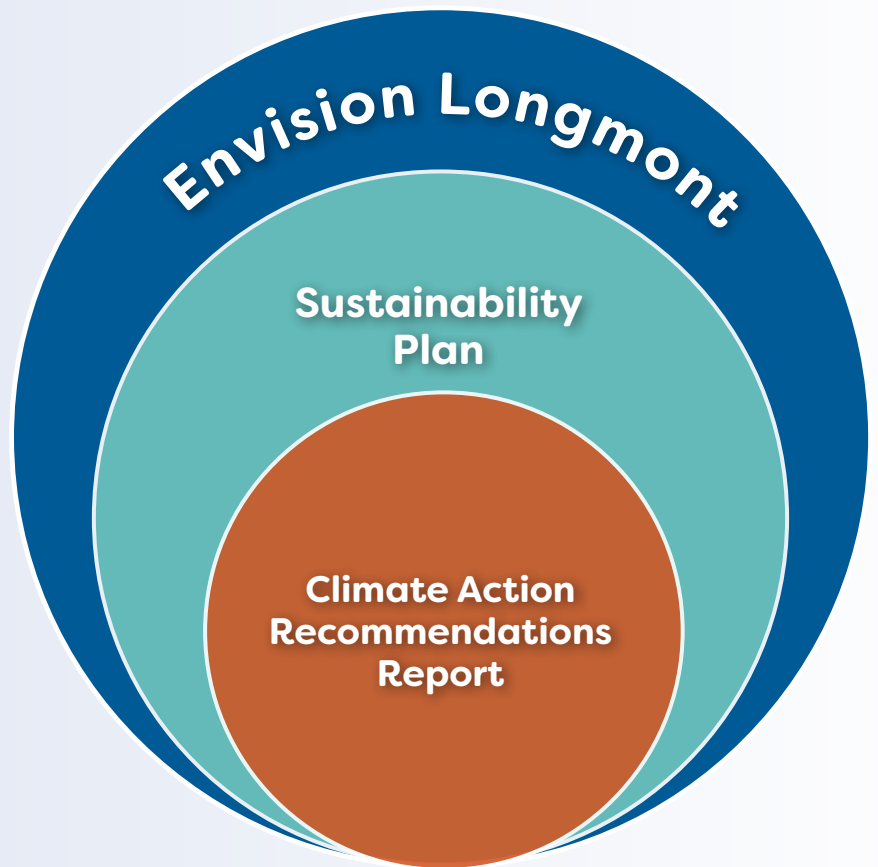 Envision Longmont
Sustainability
Plan
Climate Action
Recommendations
Report